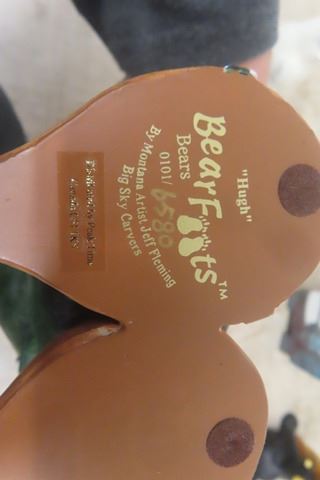 "Hugh"
BearFoots™
Bears
0101/ 6580
By Montana Artist Jeff Fleming
Big Sky Carvers